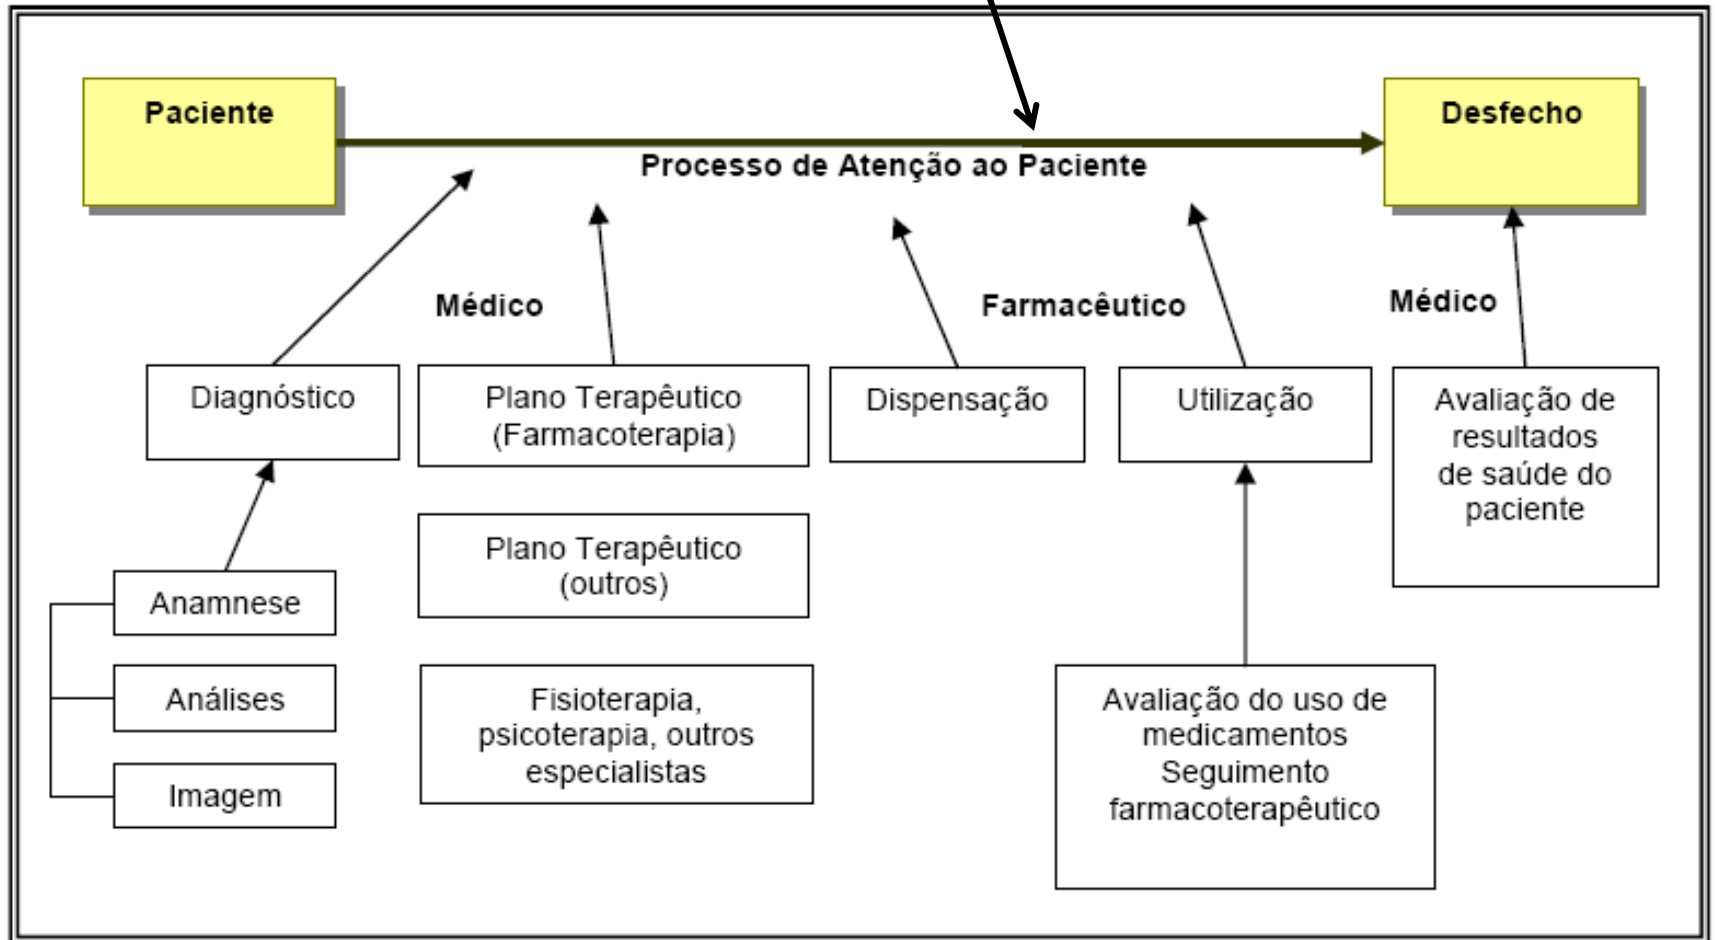 Paciente
Desfecho
Processo de Atenção ao Paciente
Médico
Farmacêutico
Médico
Diagnóstico
Plano Terapêutico
(Farmacoterapia)
Dispensação
Utilização
Avaliação de
resultados
de saúde do
paciente
Plano Terapêutico
(outros)
Anamnese
Análises
Imagem
Fisioterapia,
psicoterapia, outros
especialistas
Avaliação do uso de
medicamentos
Seguimento
farmacoterapêutico